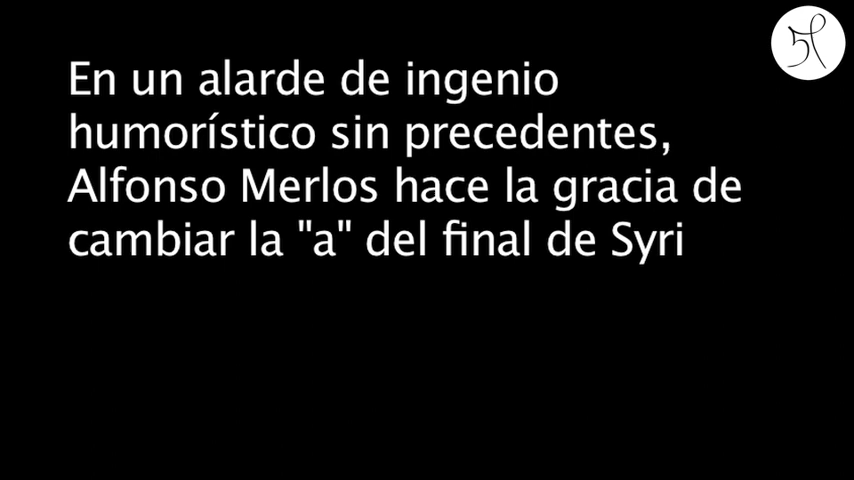 En un alarde de ingenio
humorístico sin precedentes,
Alfonso Merlos hace la gracia de
cambiar la "a" del final de Syri